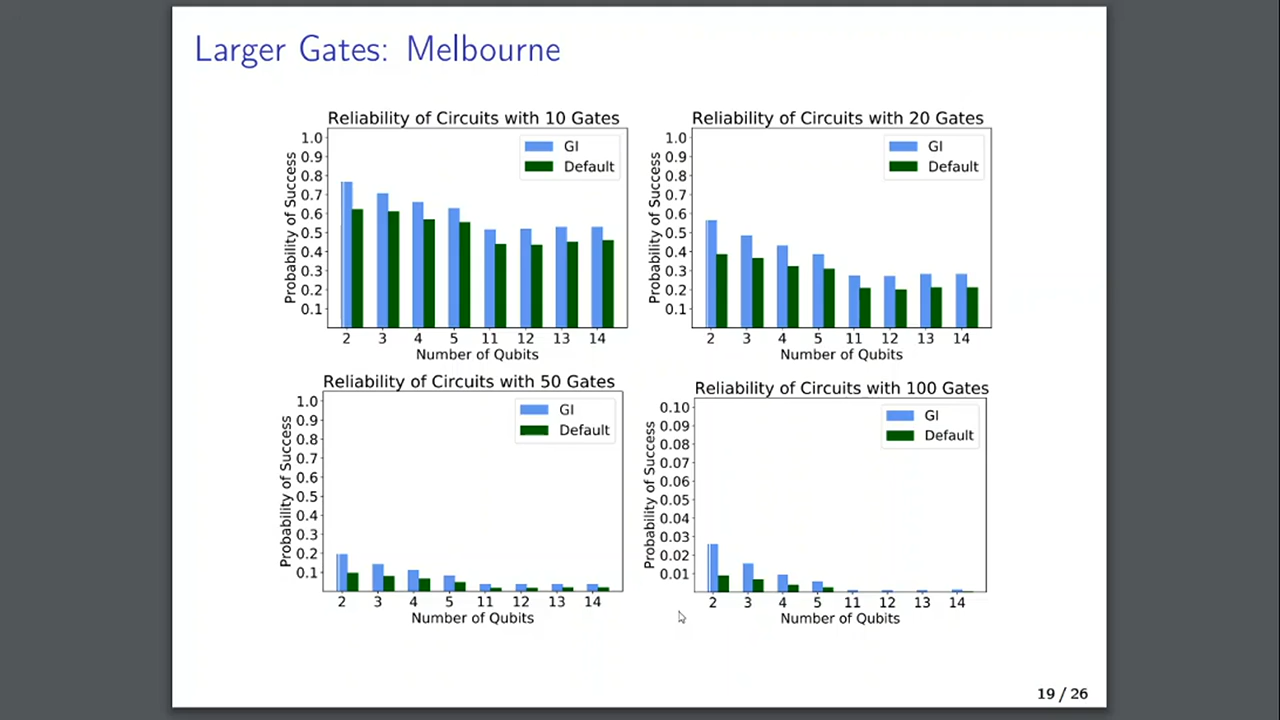 Larger Gates: Melbourne
Reliability of Circuits with 10 Gates
Probability of Success
1.0
0.9
0.8
0.7
0.6
0.5
0.4
0.3
0.2
0.1
GI
Default
2 3 4 5 11 12 13 14
Number of Qubits
Reliability of Circuits with 20 Gates
Probability of Success
1.0
0.9
0.8
0.7
0.6
0.5
0.4
0.3
0.2
0.1
GI
Default
2 3 4 5 11 12 13 14
Number of Qubits
Reliability of Circuits with 50 Gates
Probability of Success
1.0
0.9
0.8
0.7
0.6
0.5
0.4
0.3
0.2
0.1
GI
Default
2 3 4 5 11 12 13 14
Number of Qubits
Reliability of Circuits with 100 Gates
Probability of Success
0.10
0.09
0.08
0.07
0.06
0.05
0.04
0.03
0.02
0.01
GI
Default
2 3 4 5 11 12 13 14
Number of Qubits
19 / 26